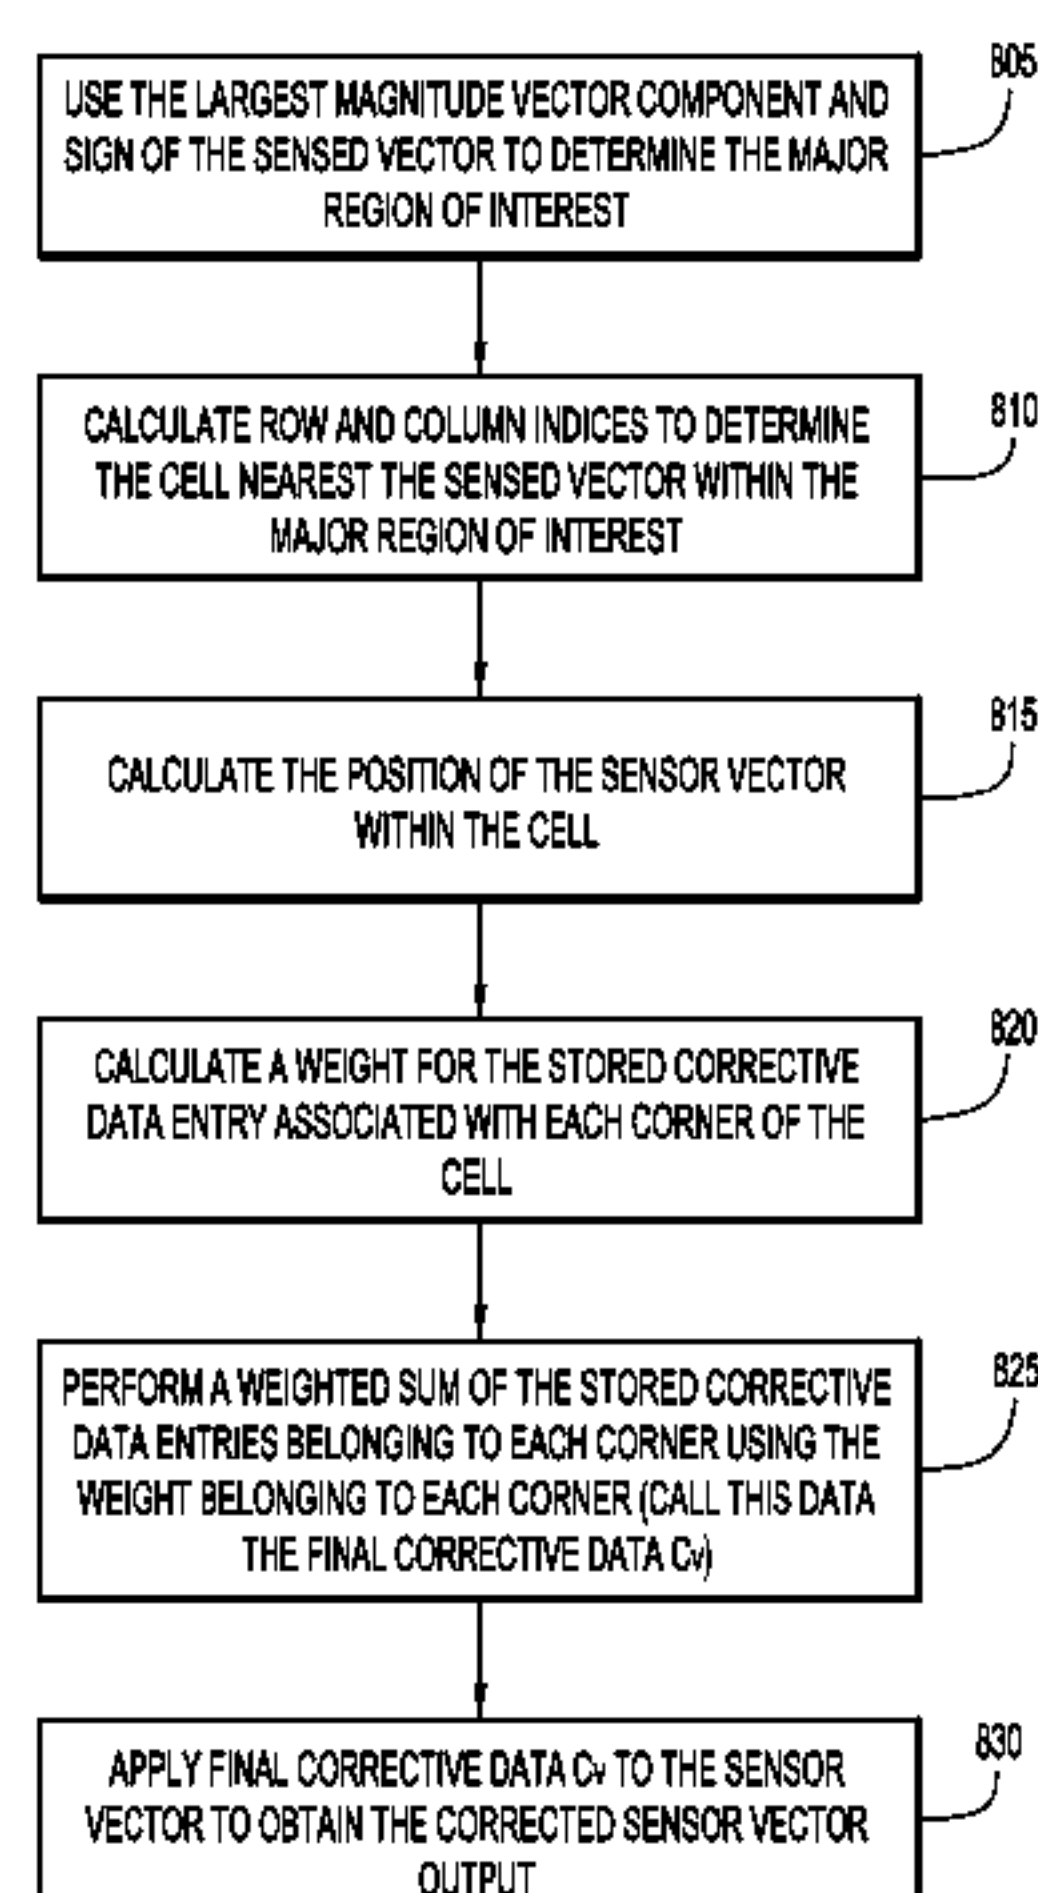 805
USE THE LARGEST MAGNITUDE VECTOR COMPONENT AND
SIGN OF THE SENSED VECTOR TO DETERMINE THE MAJOR
REGION OF INTEREST
810
CALCULATE ROW AND COLUMN INDICES TO DETERMINE
THE CELL NEAREST THE SENSED VECTOR WITHIN THE
MAJOR REGION OF INTEREST
815
CALCULATE THE POSITION OF THE SENSOR VECTOR
WITHIN THE CELL
820
CALCULATE A WEIGHT FOR THE STORED CORRECTIVE
DATA ENTRY ASSOCIATED WITH EACH CORNER OF THE
CELL
825
PERFORM A WEIGHTED SUM OF THE STORED CORRECTIVE
DATA ENTRIES BELONGING TO EACH CORNER USING THE
WEIGHT BELONGING TO EACH CORNER (CALL THIS DATA
THE FINAL CORRECTIVE DATA Cv)
830
APPLY FINAL CORRECTIVE DATA Cv TO THE SENSOR
VECTOR TO OBTAIN THE CORRECTED SENSOR VECTOR
OUTPUT